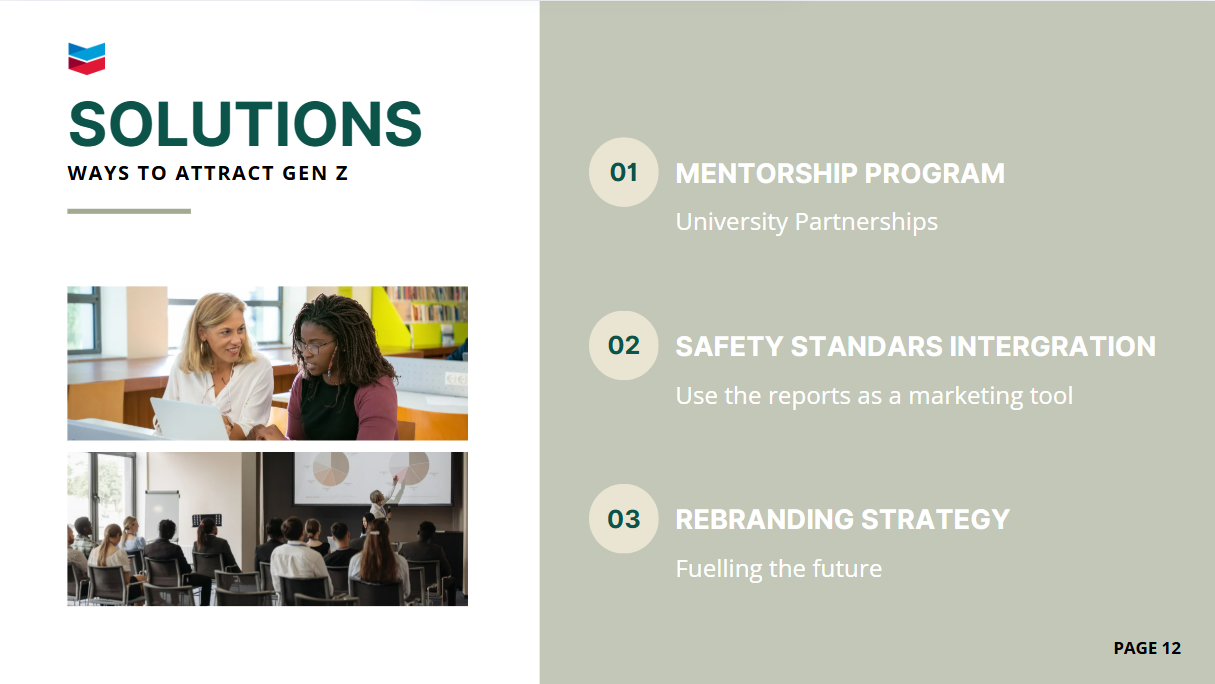 SOLUTIONS
WAYS TO ATTRACT GEN Z
01
MENTORSHIP PROGRAM
University Partnerships
02
SAFETY STANDARS INTERGRATION
Use the reports as a marketing tool
03
REBRANDING STRATEGY
Fuelling the future
PAGE 12